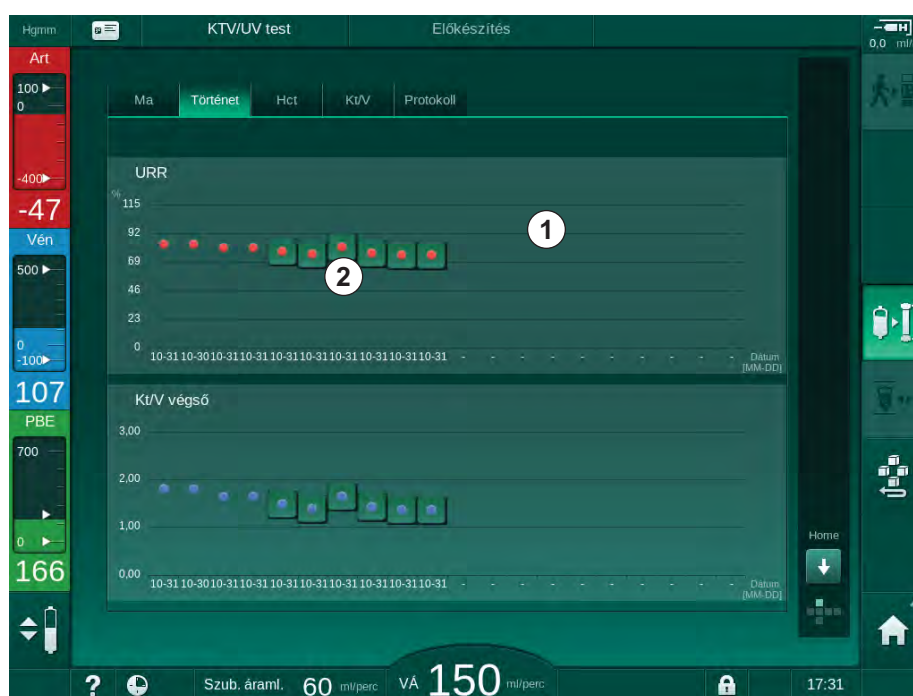 Hgmm
KTV/UV test
Előkészítés
0,0 ml/
Art
100
0
-400
-47
Vén
500
0
-100
107
PBE
700
0
166
Ma
Történet
Hct
Kt/V
Protokoll
URR
%
115
92
69
46
23
0
1
2
10-31 10-30 10-31 10-31 10-31 10-31 10-31 10-31 10-31 10-31 - - - - - - - - - - Dátum
[MM-DD]
Kt/V végső
3,00
2,00
1,00
0,00
10-31 10-30 10-31 10-31 10-31 10-31 10-31 10-31 10-31 10-31 - - - - - - - - - - Dátum
[MM-DD]
Home
? Szub. áraml. 60 ml/perc VÁ 150 ml/perc 17:31